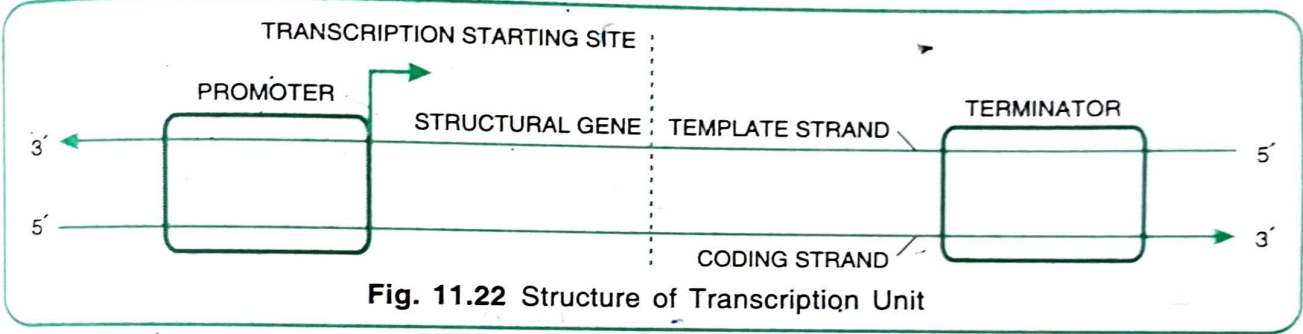 TRANSCRIPTION STARTING SITE
PROMOTER
TERMINATOR
STRUCTURAL GENE
TEMPLATE STRAND
3´
5´
5´
3´
CODING STRAND
Fig. 11.22 Structure of Transcription Unit